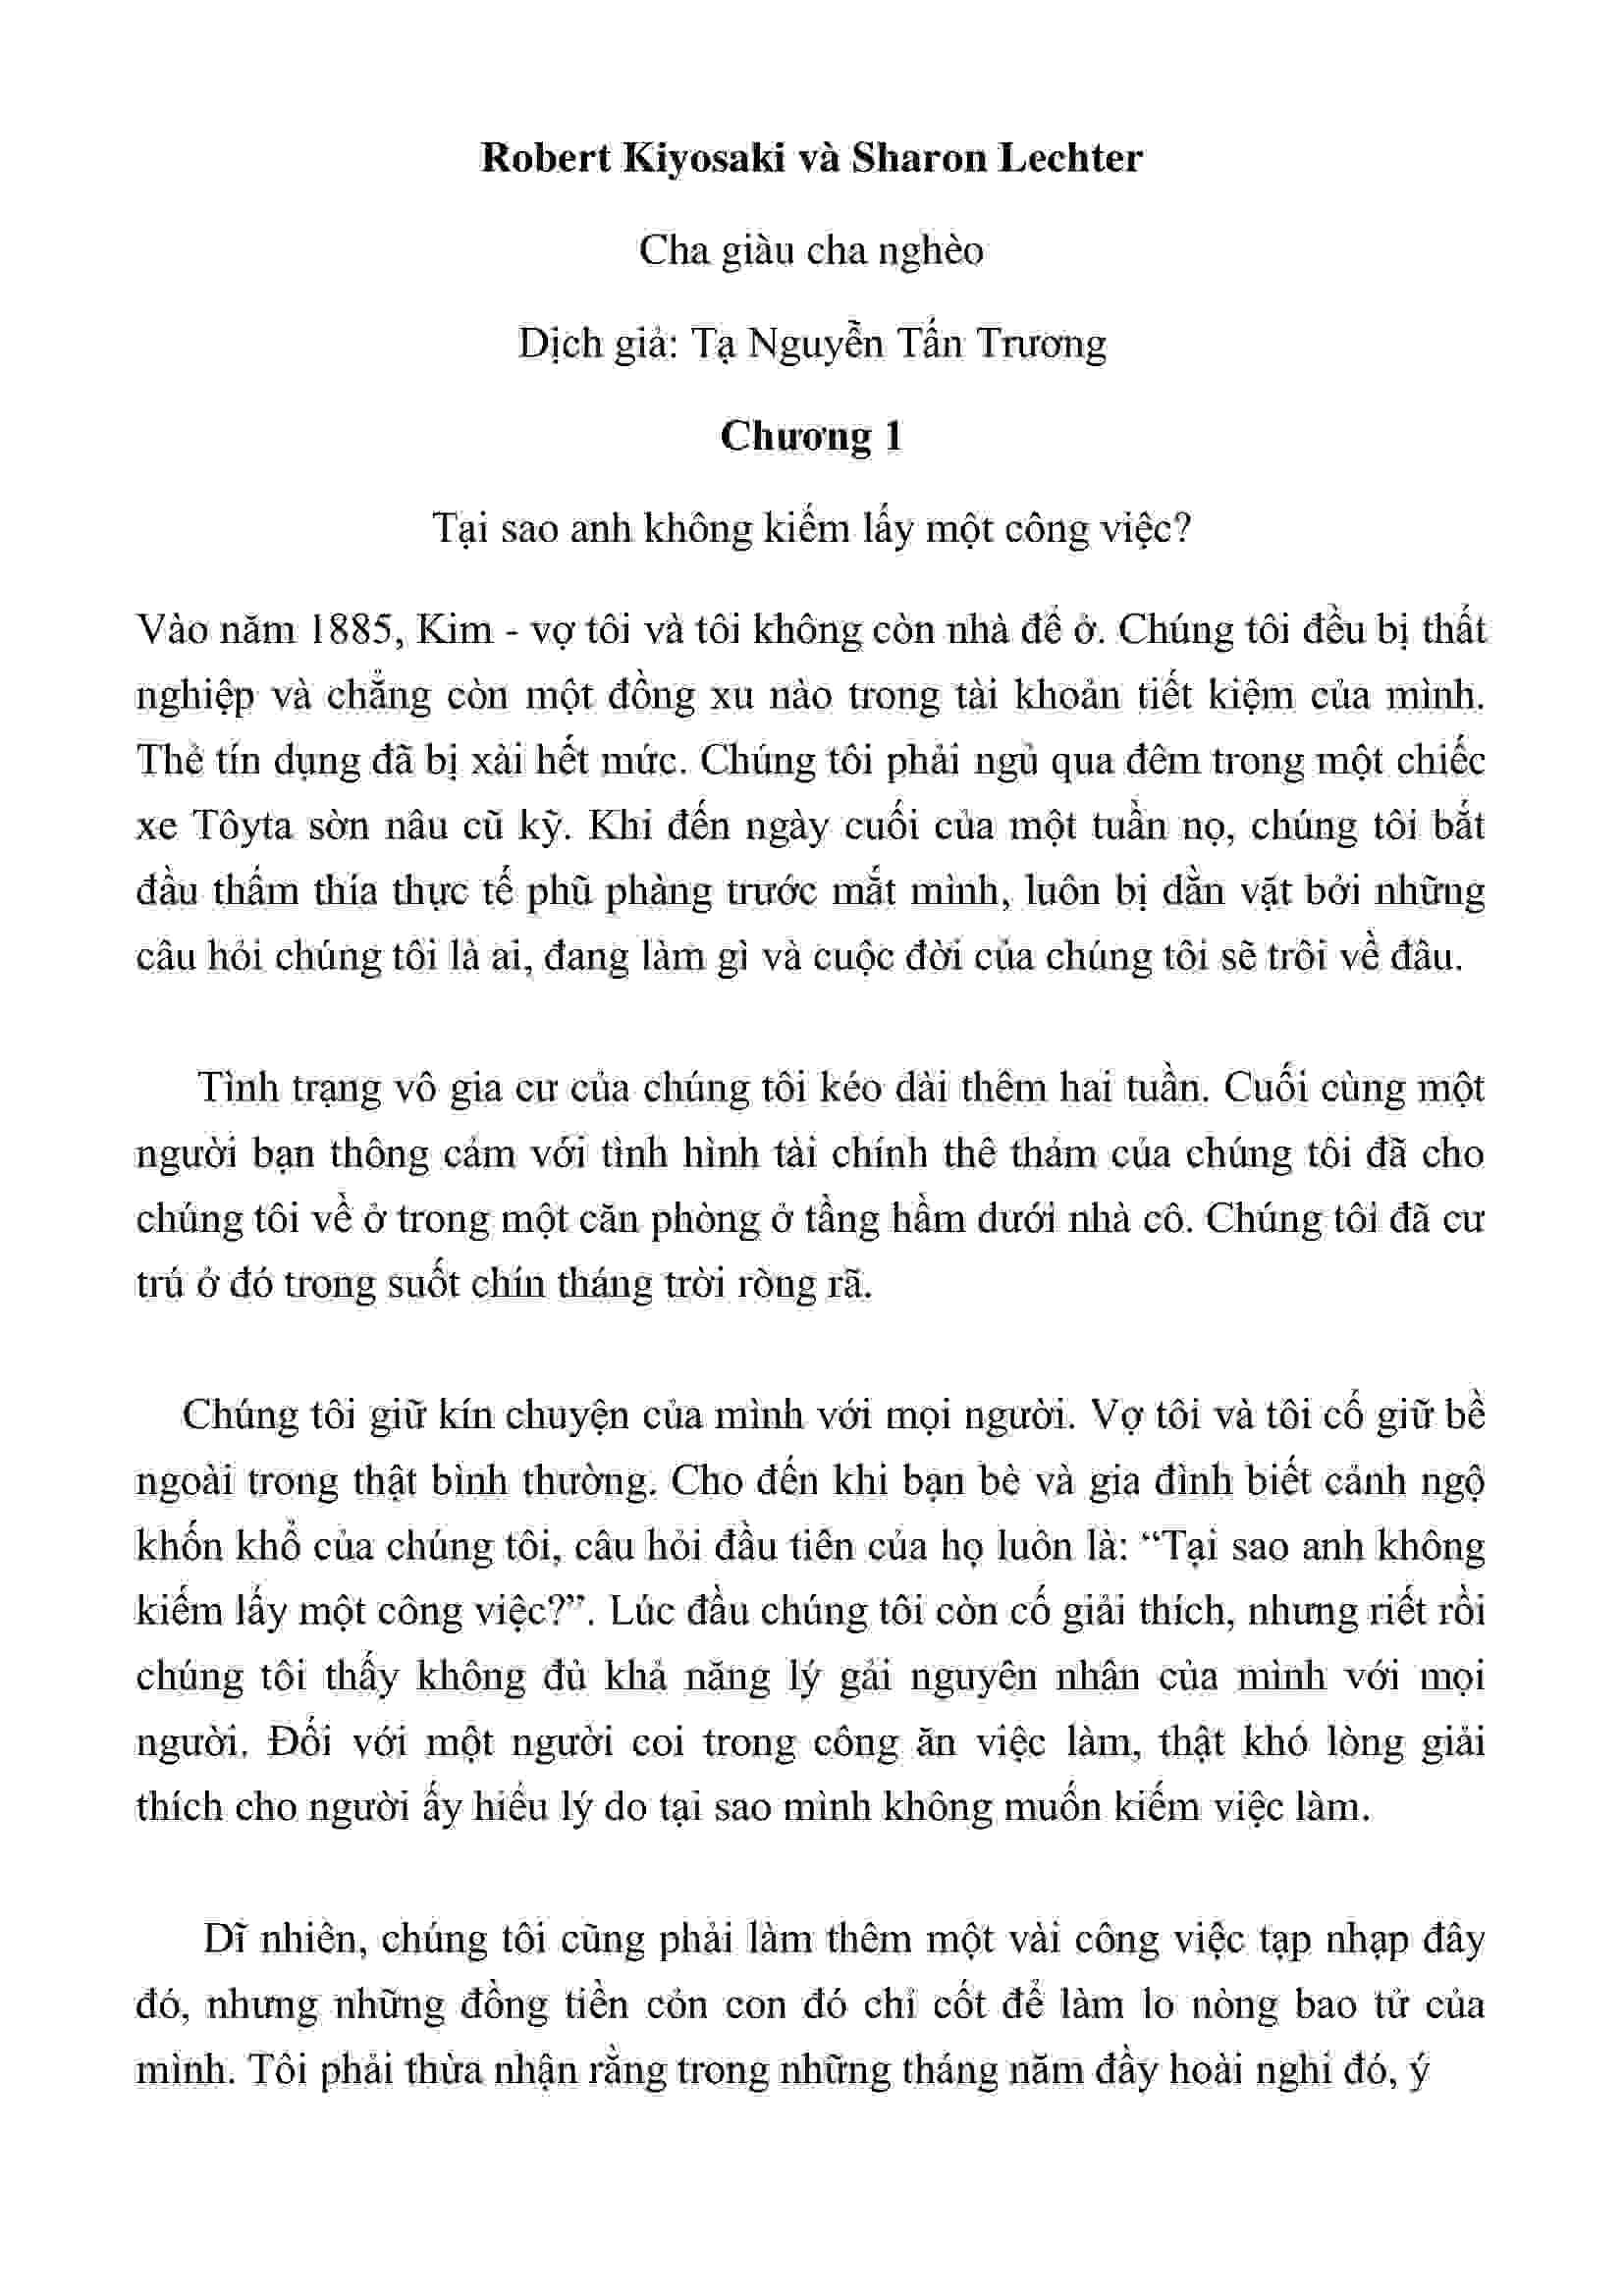 Robert Kiyosaki và Sharon Lechter
Cha giàu cha nghèo
Dịch giả: Tạ Nguyễn Tấn Trương
Chương 1
Tại sao anh không kiếm lấy một công việc?
Vào năm 1885, Kim - vợ tôi và tôi không còn nhà để ở. Chúng tôi đều bị thất
nghiệp và chẳng còn một đồng xu nào trong tài khoản tiết kiệm của mình.
Thẻ tín dụng đã bị xài hết mức. Chúng tôi phải ngủ qua đêm trong một chiếc
xe Tôyta sờn nâu cũ kỹ. Khi đến ngày cuối của một tuần nọ, chúng tôi bắt
đầu thấm thía thực tế phũ phàng trước mắt mình, luôn bị dằn vặt bởi những
câu hỏi chúng tôi là ai, đang làm gì và cuộc đời của chúng tôi sẽ trôi về đâu.
Tình trạng vô gia cư của chúng tôi kéo dài thêm hai tuần. Cuối cùng một
người bạn thông cảm với tình hình tài chính thê thảm của chúng tôi đã cho
chúng tôi về ở trong một căn phòng ở tầng hầm dưới nhà cô. Chúng tôi đã cư
trú ở đó trong suốt chín tháng trời ròng rã.
Chúng tôi giữ kín chuyện của mình với mọi người. Vợ tôi và tôi cố giữ bề
ngoài trong thật bình thường. Cho đến khi bạn bè và gia đình biết cảnh ngộ
khốn khổ của chúng tôi, câu hỏi đầu tiên của họ luôn là: “Tại sao anh không
kiếm lấy một công việc?”. Lúc đầu chúng tôi còn cố giải thích, nhưng riết rồi
chúng tôi thấy không đủ khả năng lý gải nguyên nhân của mình với mọi
người. Đối với một người coi trong công ăn việc làm, thật khó lòng giải
thích cho người ấy hiểu lý do tại sao mình không muốn kiếm việc làm.
Dĩ nhiên, chúng tôi cũng phải làm thêm một vài công việc tạp nhạp đây
đó, nhưng những đồng tiền cỏn con đó chỉ cốt để làm lo nòng bao tử của
mình. Tôi phải thừa nhận rằng trong những tháng năm đầy hoài nghi đó, ý